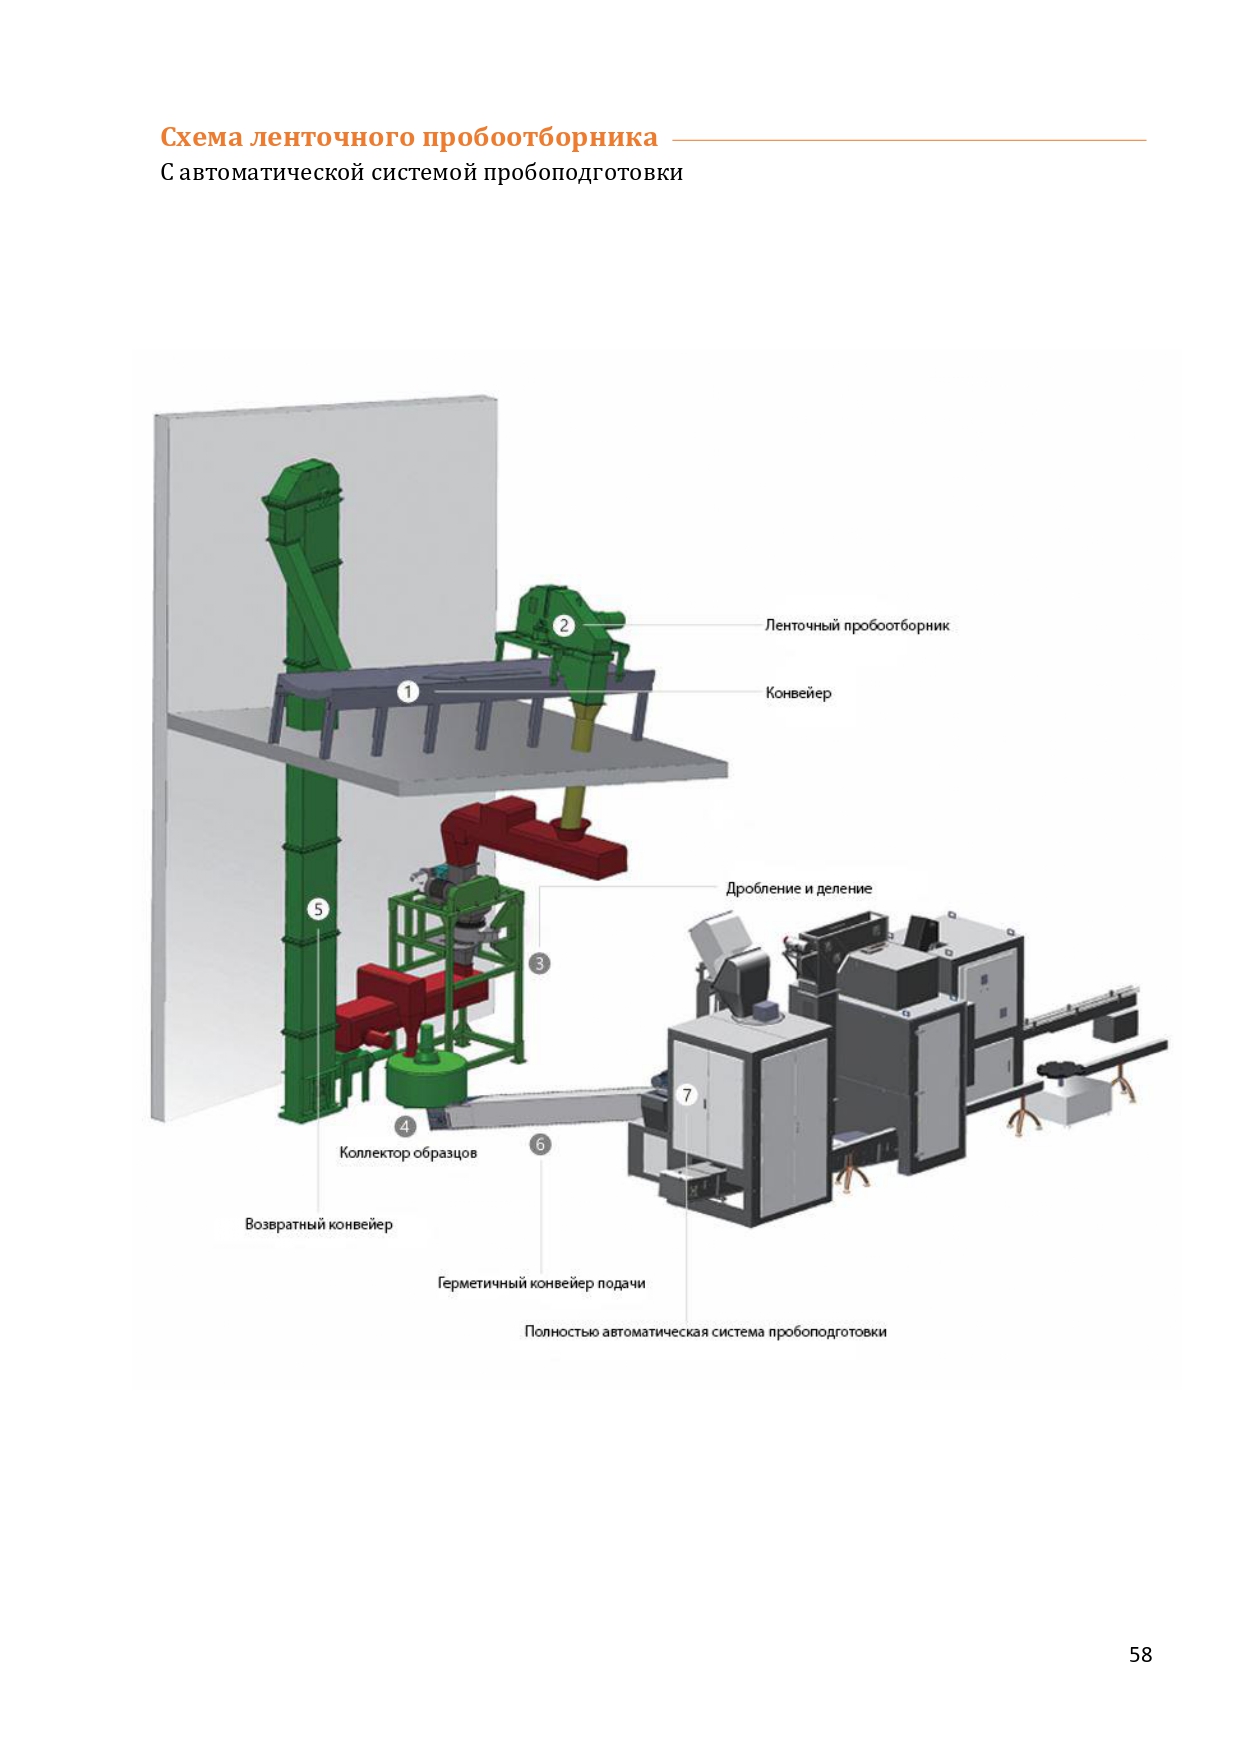 Схема ленточного пробоотборника
С автоматической системой пробоподготовки
2
Ленточный пробоотборник
1
Конвейер
Дробление и деление
5
3
7
4
6
Коллектор образцов
Возвратный конвейер
Герметичный конвейер подачи
Полностью автоматическая система пробоподготовки
58